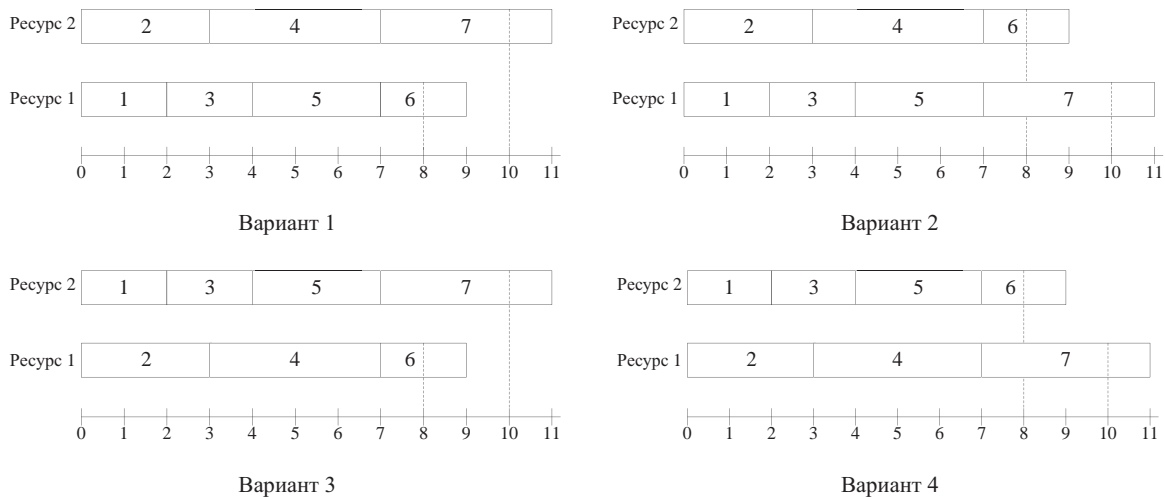 Ресурс 2 2 4 7
Ресурс 1 1 3 5 6
0 1 2 3 4 5 6 7 8 9 10 11
Вариант 1
Ресурс 2 2 4 6
Ресурс 1 1 3 5 7
0 1 2 3 4 5 6 7 8 9 10 11
Вариант 2
Ресурс 2 1 3 5 7
Ресурс 1 2 4 6
0 1 2 3 4 5 6 7 8 9 10 11
Вариант 3
Ресурс 2 1 3 5 6
Ресурс 1 2 4 7
0 1 2 3 4 5 6 7 8 9 10 11
Вариант 4